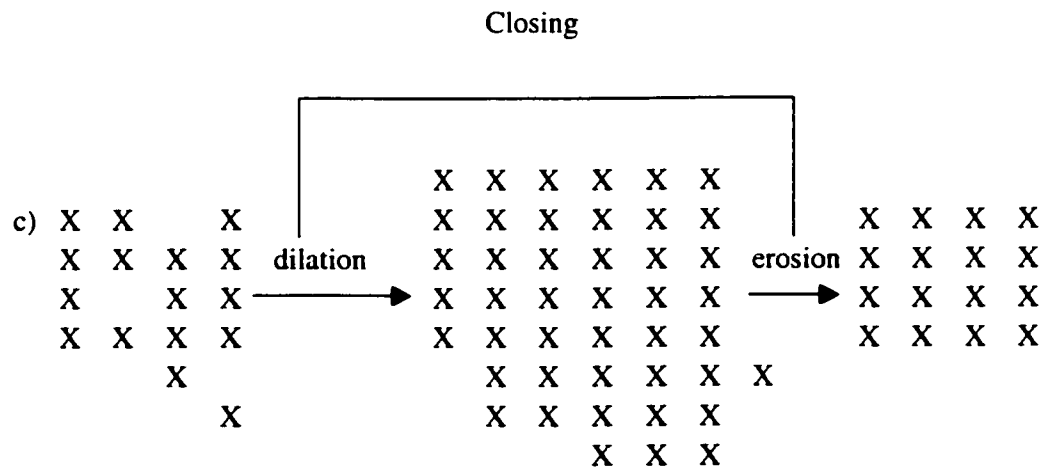 Closing
X X X X X X
c) X X X X X X X X X X X X X
X X X X dilation X X X X X X erosion X X X X
X X X X X X X X X X X X X
X X X X X X X X X X X X X X
X X X X X X X
X X X X X X
X X X